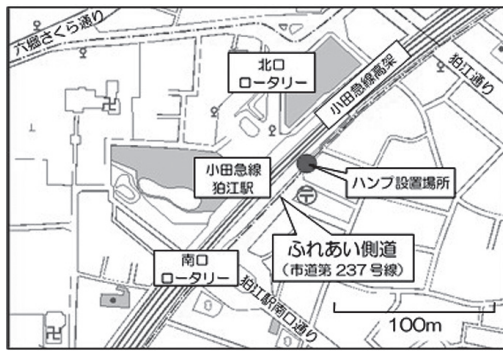 六郷さくら通り
北口
ロータリー
小田急線高架
狛江通り
小田急線
狛江駅
ハンプ設置場所
〒
ふれあい側道
(市道第237号線)
南口
ロータリー
狛江駅南口通り
100m